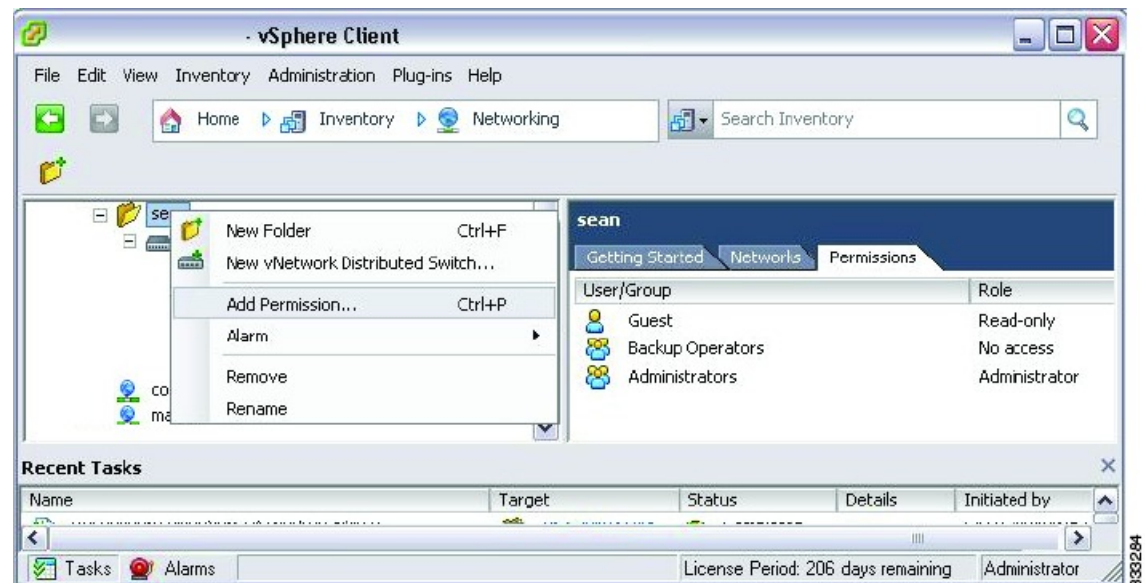 - vSphere Client
File Edit View Inventory Administration Plug-ins Help
Home Inventory Networking
Search Inventory
se
New Folder Ctrl+F
New vNetwork Distributed Switch...
Add Permission... Ctrl+P
Alarm
Remove
Rename
co
ma
sean
Getting Started Networks Permissions
User/Group Role
Guest Read-only
Backup Operators No access
Administrators Administrator
Recent Tasks
Name Target Status Details Initiated by
Tasks Alarms License Period: 206 days remaining Administrator